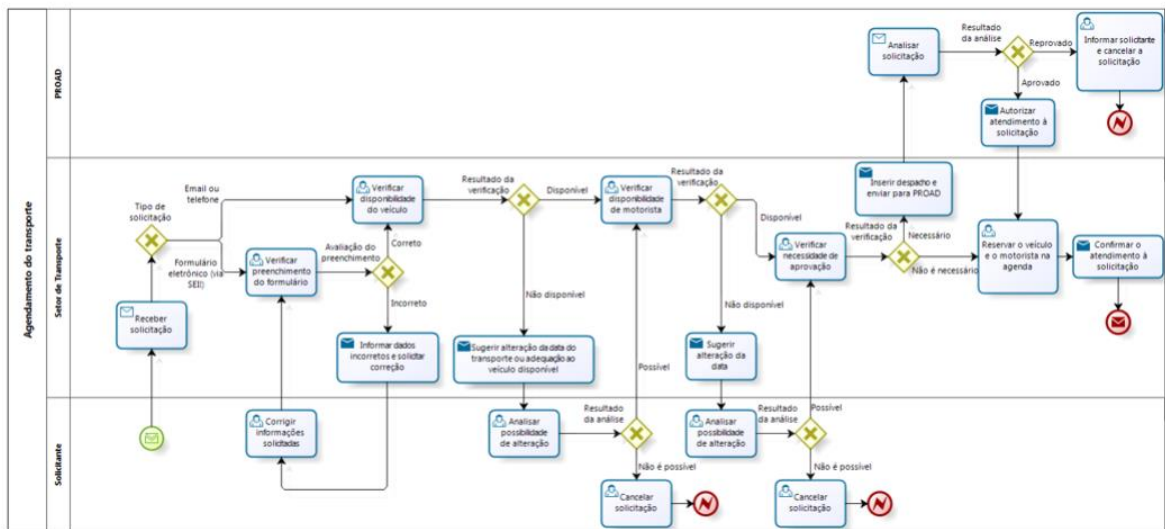 Agendamento do transporte
PROAD
Analisar
solicitação
Resultado
da análise
Reprovado
Informar solicitante
e cancelar a
solicitação
Aprovado
Autorizar
atendimento à
solicitação
Setor de Transporte
Email ou
telefone
Tipo de
solicitação
Formulário
eletrônico (via
SEI!)
Receber
solicitação
Verificar
disponibilidade
do veículo
Verificar
preenchimento
do formulário
Avaliação do
preenchimento
Correto
Incorreto
Informar dados
incorretos e solicitar
correção
Resultado da
verificação
Disponível
Não disponível
Sugerir alteração da data do
transporte ou adequação ao
veículo disponível
Verificar
disponibilidade
de motorista
Resultado da
verificação
Disponível
Não disponível
Sugerir
alteração da
data
Verificar
necessidade de
aprovação
Resultado da
verificação
Necessário
Não é necessário
Inserir despacho e
enviar para PROAD
Reservar o veículo
e o motorista na
agenda
Confirmar o
atendimento à
solicitação
Solicitante
Corrigir
informações
solicitadas
Analisar
possibilidade
de alteração
Resultado
da análise
Possível
Não é possível
Cancelar
solicitação
Analisar
possibilidade
de alteração
Resultado
da análise
Possível
Não é possível
Cancelar
solicitação